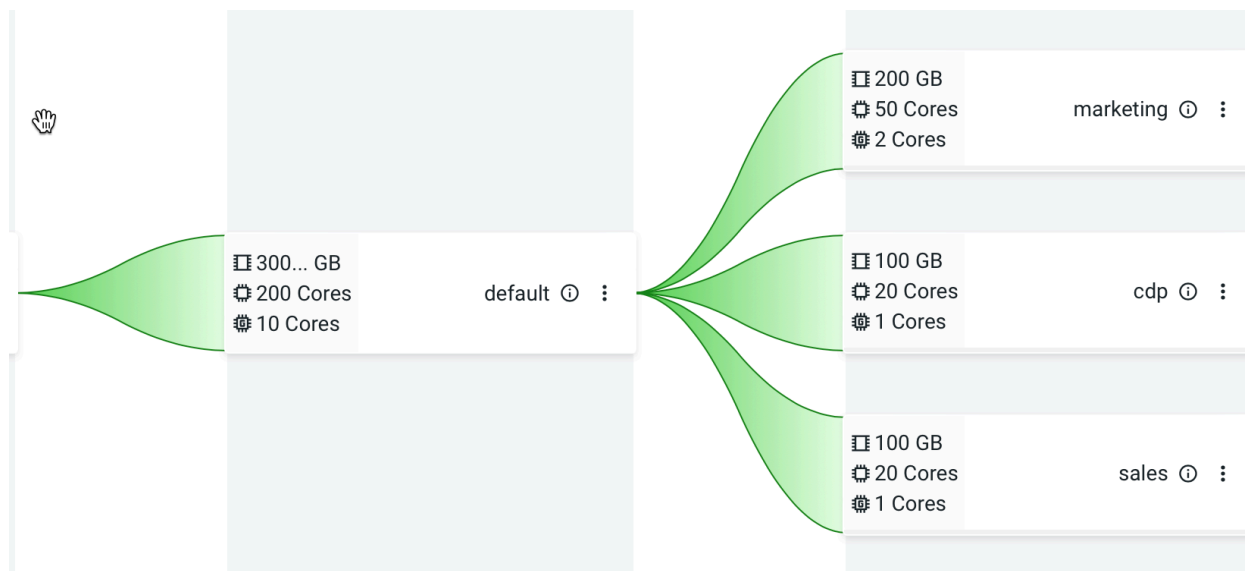 300... GB
200 Cores
10 Cores
default
200 GB
50 Cores
2 Cores
marketing
100 GB
20 Cores
1 Cores
cdp
100 GB
20 Cores
1 Cores
sales